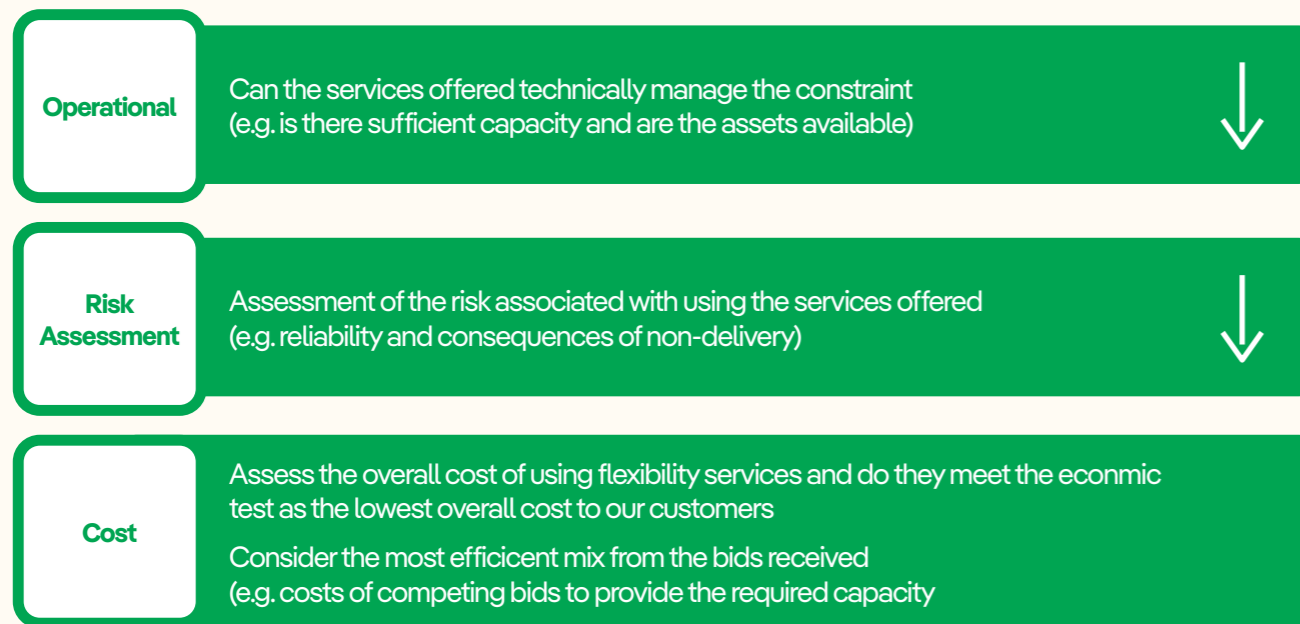 Operational
Can the services offered technically manage the constraint
(e.g. is there sufficient capacity and are the assets available)
Risk
Assessment
Assessment of the risk associated with using the services offered
(e.g. reliability and consequences of non-delivery)
Cost
Assess the overall cost of using flexibility services and do they meet the econmic
test as the lowest overall cost to our customers
Consider the most efficicent mix from the bids received
(e.g. costs of competing bids to provide the required capacity